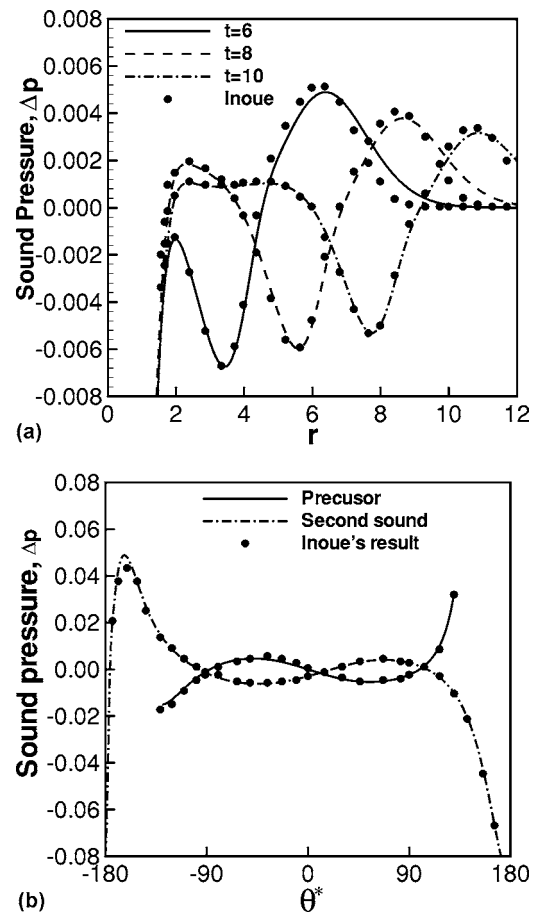 0.008
0.006
0.004
0.002
0.000
-0.002
-0.004
-0.006
-0.008
Sound Pressure, Δp
t=6
t=8
t=10
Inoue
0 2 4 6 8 10 12
r
(a)
0.08
0.06
0.04
0.02
0.00
-0.02
-0.04
-0.06
-0.08
Sound pressure, Δp
Precusor
Second sound
Inoue's result
-180 -90 0 90 180
θ*
(b)